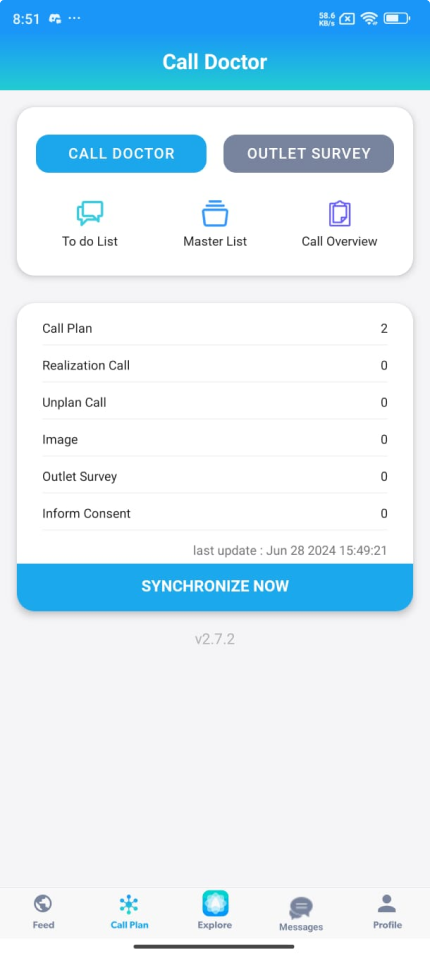 8:51 ... 58.6 KB/s
Call Doctor
CALL DOCTOR OUTLET SURVEY
To do List Master List Call Overview
Call Plan 2
Realization Call 0
Unplan Call 0
Image 0
Outlet Survey 0
Inform Consent 0
last update : Jun 28 2024 15:49:21
SYNCHRONIZE NOW
v2.7.2
Feed Call Plan Explore Messages Profile